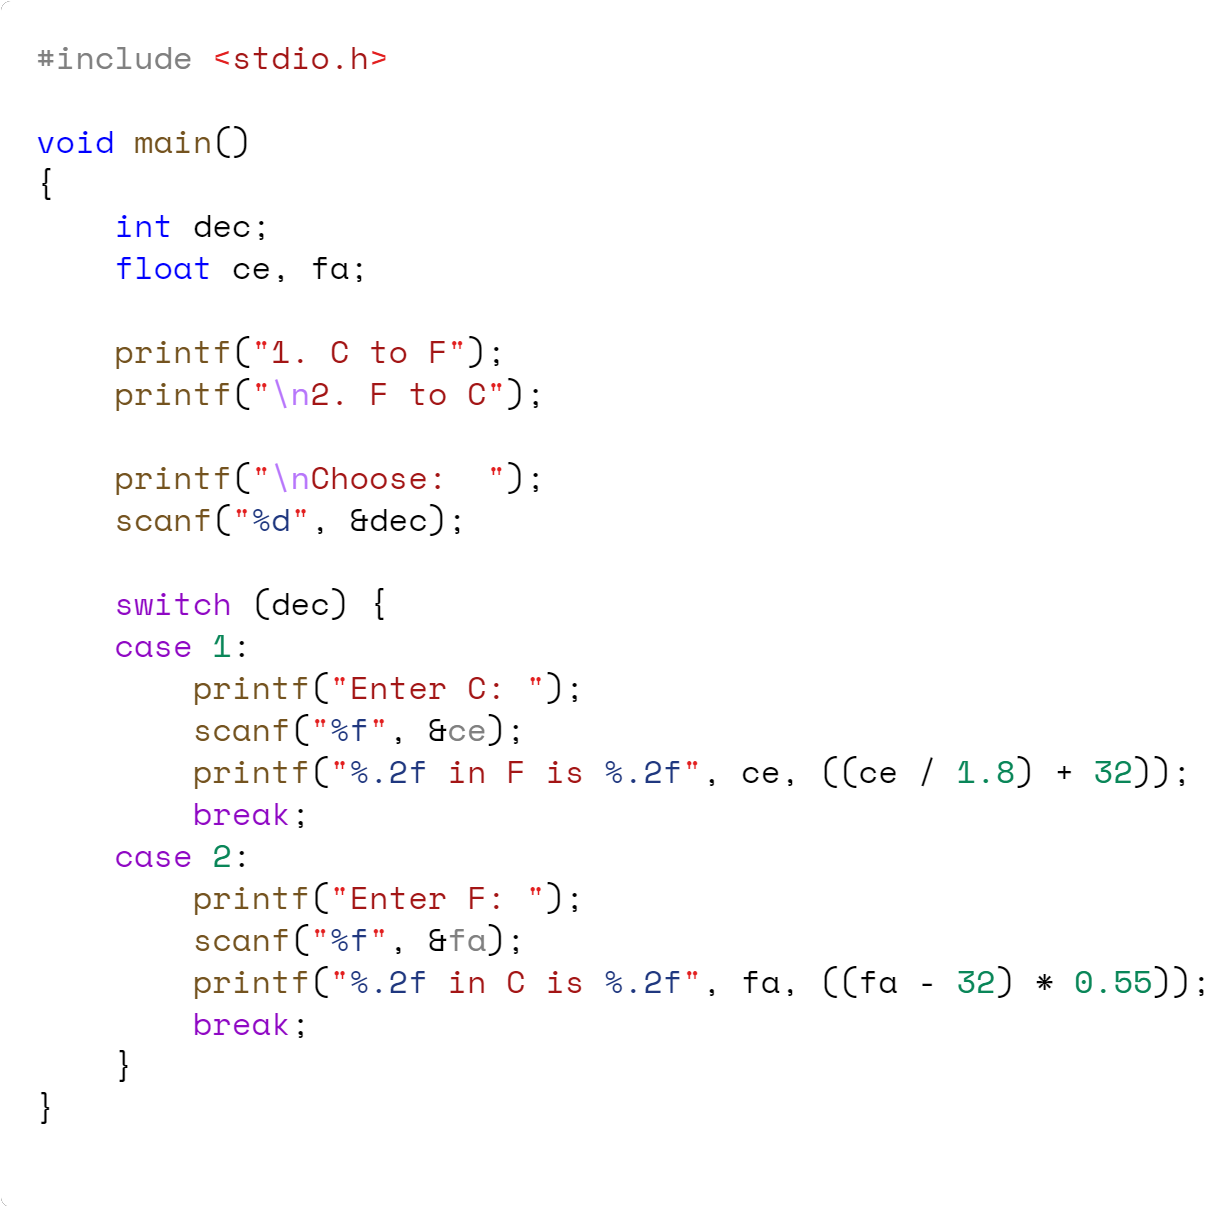 #include <stdio.h>

void main()
{
    int dec;
    float ce, fa;

    printf("1. C to F");
    printf("\n2. F to C");

    printf("\nChoose:  ");
    scanf("%d", &dec);

    switch (dec) {
    case 1:
        printf("Enter C: ");
        scanf("%f", &ce);
        printf("%.2f in F is %.2f", ce, ((ce / 1.8) + 32));
        break;
    case 2:
        printf("Enter F: ");
        scanf("%f", &fa);
        printf("%.2f in C is %.2f", fa, ((fa - 32) * 0.55));
        break;
    }
}